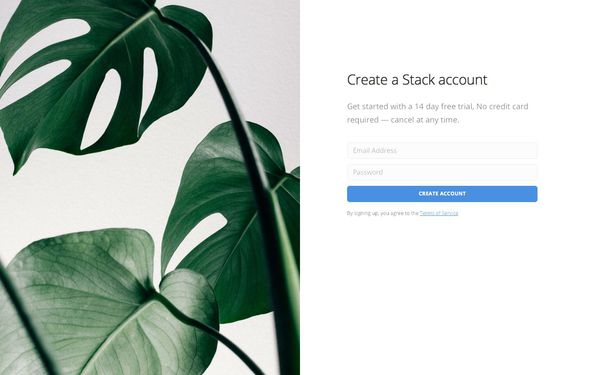 Create a Stack account
Get started with a 14 day free trial, No credit card
required — cancel at any time.
Email Address
Password
CREATE ACCOUNT
By signing up, you agree to the Terms of Service